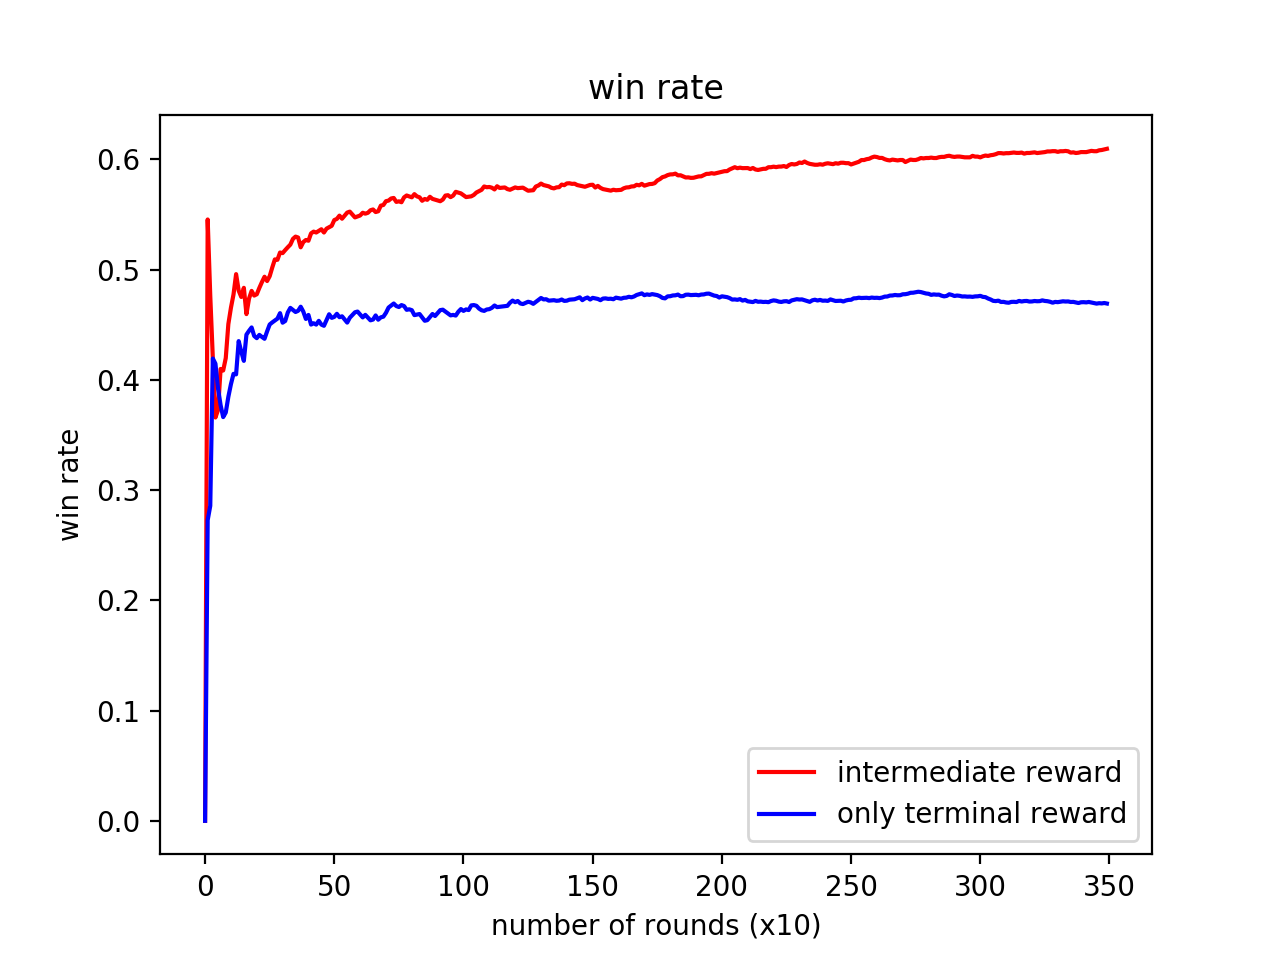 win rate
0.6
0.5
0.4
0.3
0.2
0.1
0.0
win rate
intermediate reward
only terminal reward
0 50 100 150 200 250 300 350
number of rounds (x10)